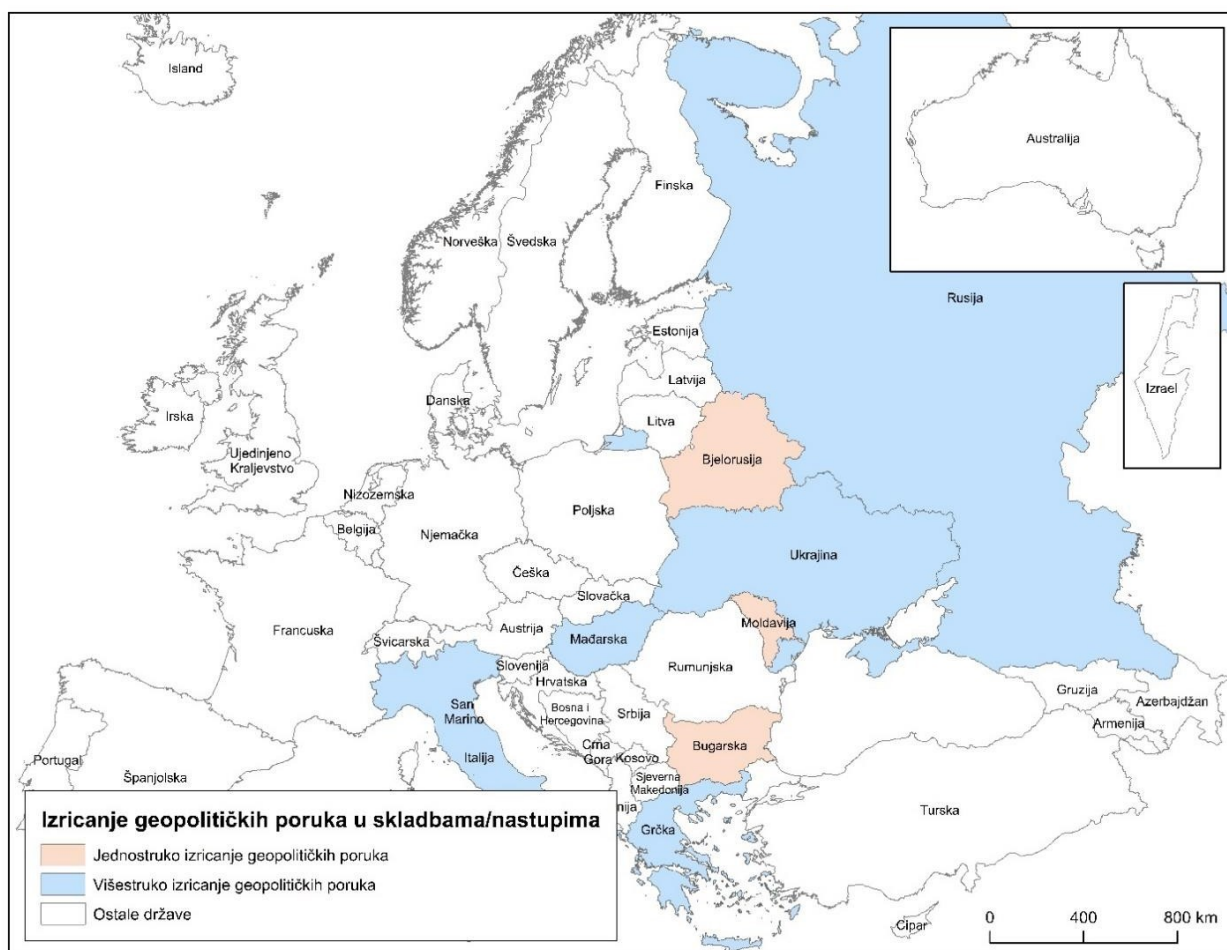 Island
Australija
Finska
Norveška
Švedska
Rusija
Estonija
Izrael
Latvija
Danska
Irska
Litva
Ujedinjeno
Kraljevstvo
Bjelorusija
Nizozemska
Poljska
Belgija
Njemačka
Ukrajina
Češka
Slovačka
Francuska
Moldavija
Austrija
Švicarska
Mađarska
Rumunjska
Slovenija
Hrvatska
Gruzija
Azerbajdžan
San
Marino
Bosna i
Hercegovina
Srbija
Armenija
Bugarska
Crna
Gora
Kosovo
Portugal
Italija
Španjolska
Sjeverna
Makedonija
nija
Turska
Grčka
Izricanje geopolitičkih poruka u skladbama/nastupima
Jednostruko izricanje geopolitičkih poruka
Višestruko izricanje geopolitičkih poruka
Ostale države
Cipar
0 400 800 km